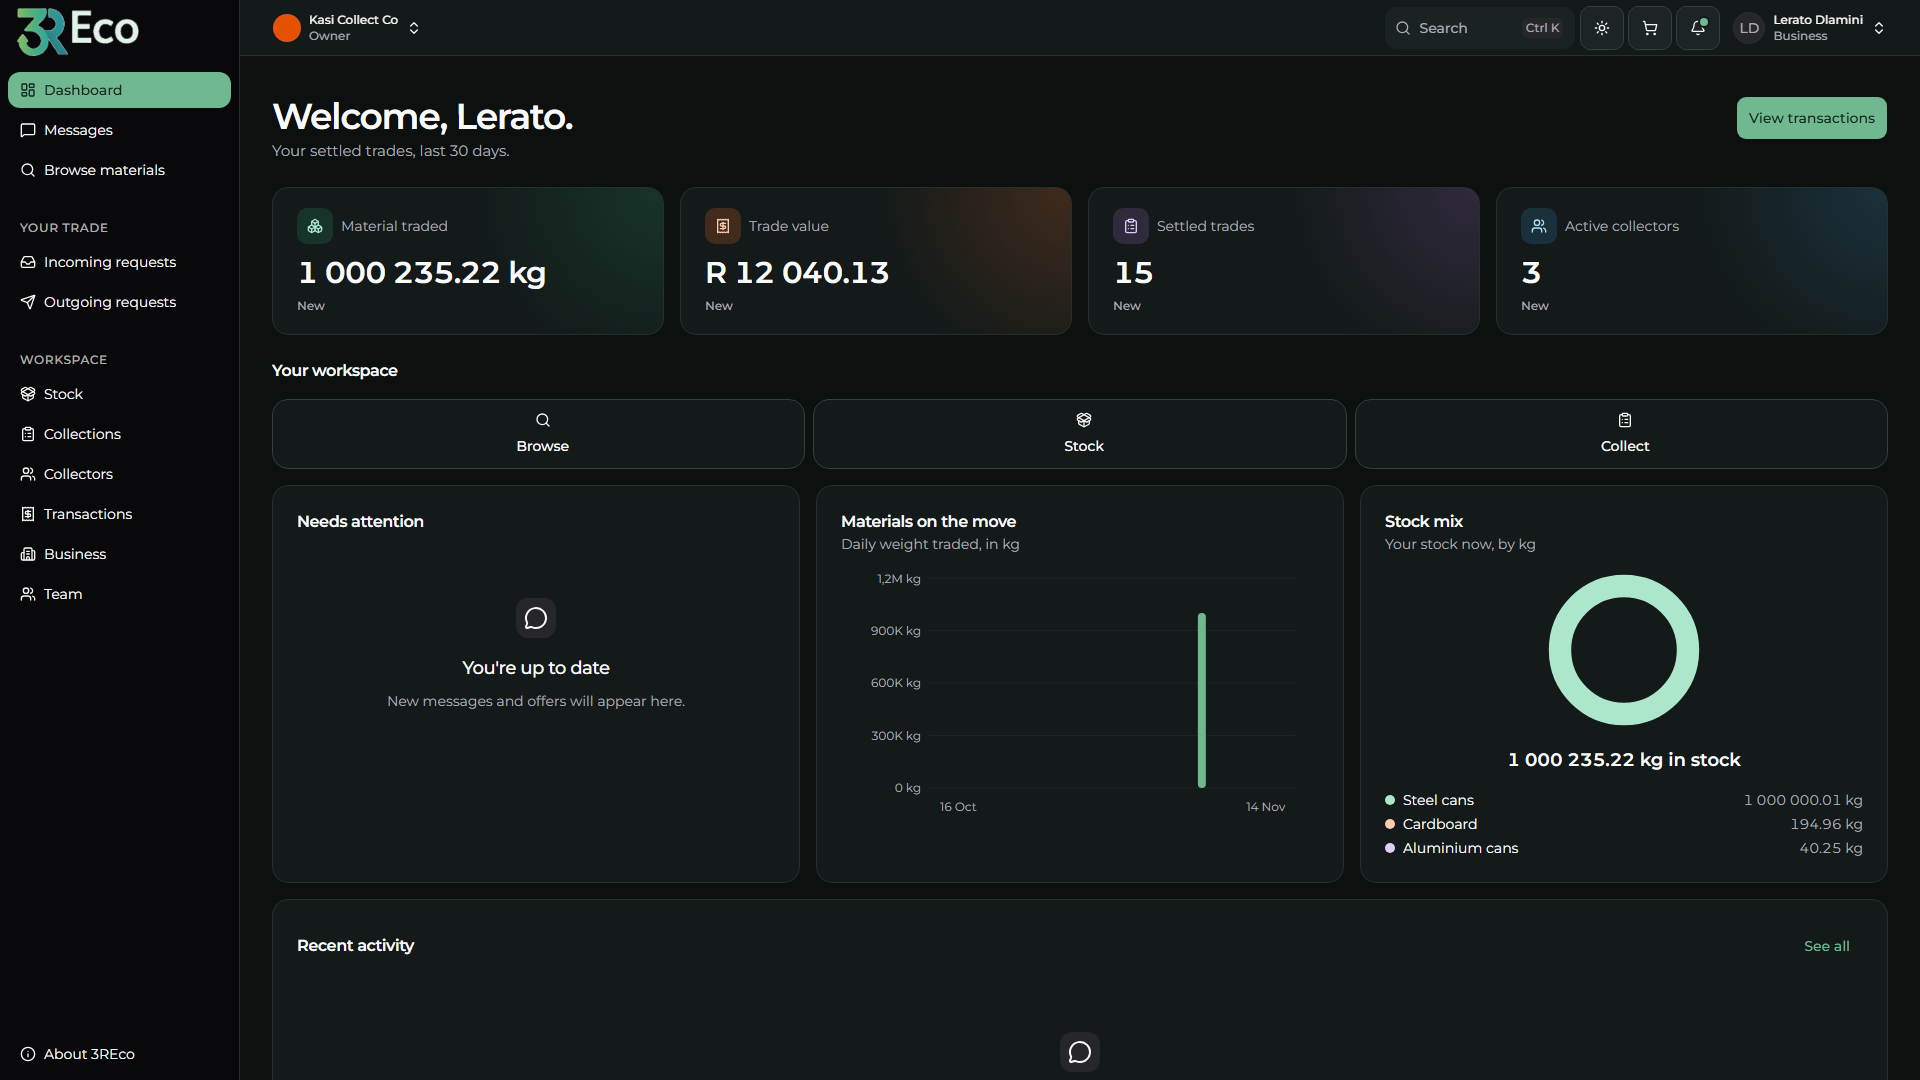 3R Eco
Kasi Collect Co
Owner
Search
Ctrl K
LD
Lerato Dlamini
Business
Dashboard
Messages
Browse materials
YOUR TRADE
Incoming requests
Outgoing requests
WORKSPACE
Stock
Collections
Collectors
Transactions
Business
Team
About 3REco
Welcome, Lerato.
Your settled trades, last 30 days.
View transactions
Material traded
1 000 235.22 kg
New
Trade value
R 12 040.13
New
Settled trades
15
New
Active collectors
3
New
Your workspace
Browse
Stock
Collect
Needs attention
You're up to date
New messages and offers will appear here.
Materials on the move
Daily weight traded, in kg
1,2M kg
900K kg
600K kg
300K kg
0 kg
16 Oct
14 Nov
Stock mix
Your stock now, by kg
1 000 235.22 kg in stock
Steel cans
1 000 000.01 kg
Cardboard
194.96 kg
Aluminium cans
40.25 kg
Recent activity
See all